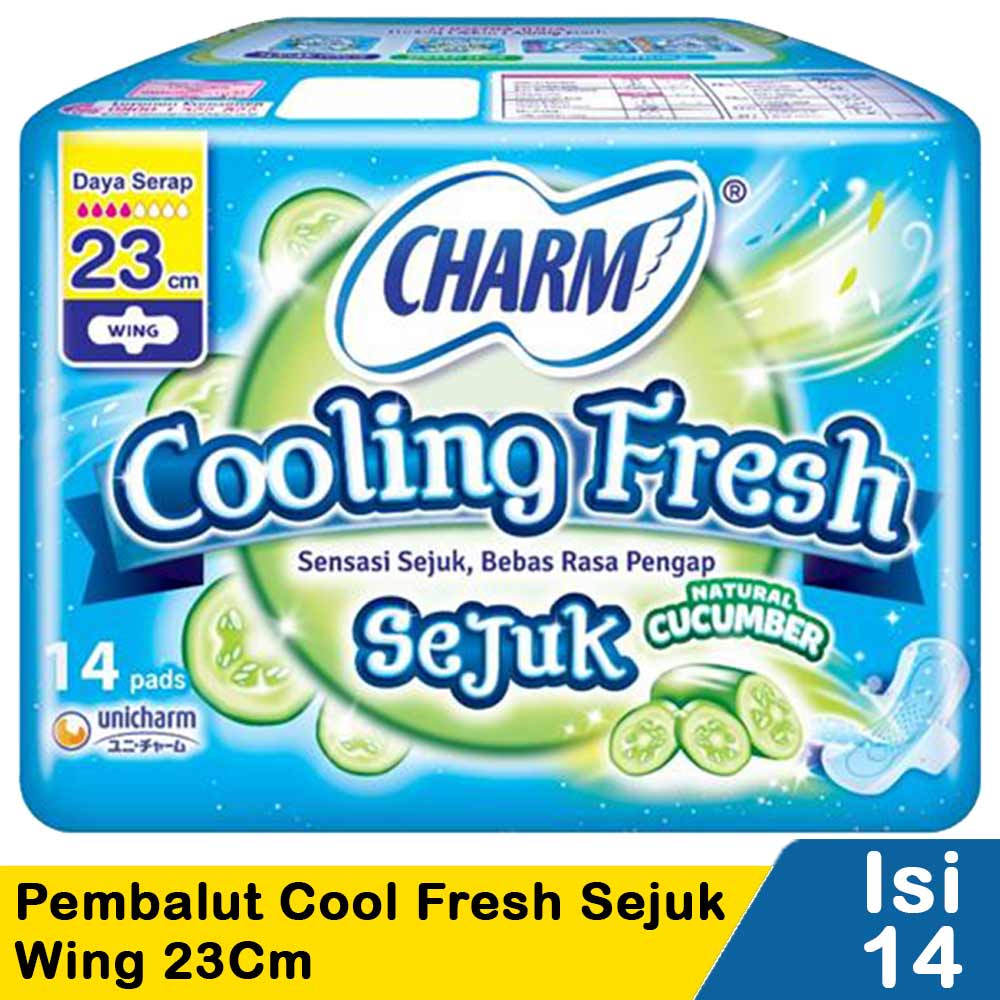 Daya Serap
23 cm
WING
CHARM®
Cooling Fresh
Sensasi Sejuk, Bebas Rasa Pengap
Sejuk
NATURAL
CUCUMBER
14 pads
unicharm
ユニ・チャーム
Pembalut Cool Fresh Sejuk
Wing 23Cm
Isi
14